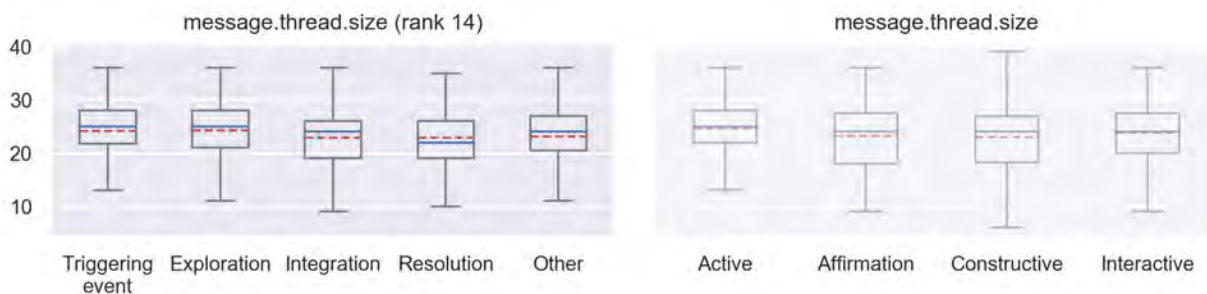 message.thread.size (rank 14)
message.thread.size
40
30
20
10
Triggering
event
Exploration
Integration
Resolution
Other
Active
Affirmation
Constructive
Interactive